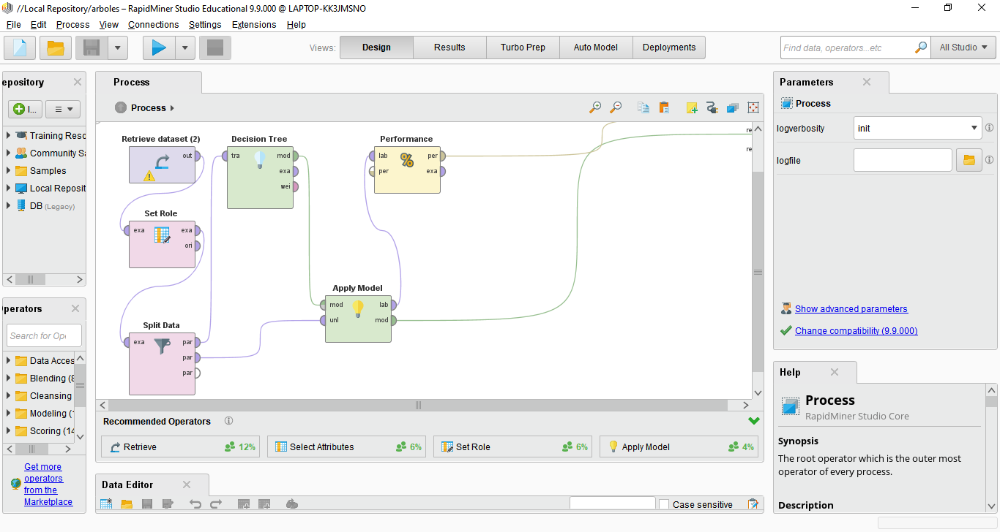 //Local Repository/arboles – RapidMiner Studio Educational 9.9.000 @ LAPTOP-KK3JMSNO
File Edit Process View Connections Settings Extensions Help
Views: Design Results Turbo Prep Auto Model Deployments
Find data, operators...etc
All Studio
epository
I...
Training Reso
Community Sa
Samples
Local Reposit
DB (Legacy)
perators
Search for Ope
Data Acces
Blending (8
Cleansing
Modeling (1
Scoring (14
Get more
operators
from the
Marketplace
Process
Process
Retrieve dataset (2)
out
Set Role
exa exa
ori
Split Data
exa par
par
par
Decision Tree
tra mod
exa
wei
Apply Model
mod lab
unl mod
Performance
%
lab per
per exa
re
re
Recommended Operators
Retrieve 12%
Select Attributes 6%
Set Role 6%
Apply Model 4%
Data Editor
Case sensitive
Parameters
Process
logverbosity init
logfile
Show advanced parameters
Change compatibility (9.9.000)
Help
Process
RapidMiner Studio Core
Synopsis
The root operator which is the outer most
operator of every process.
Description